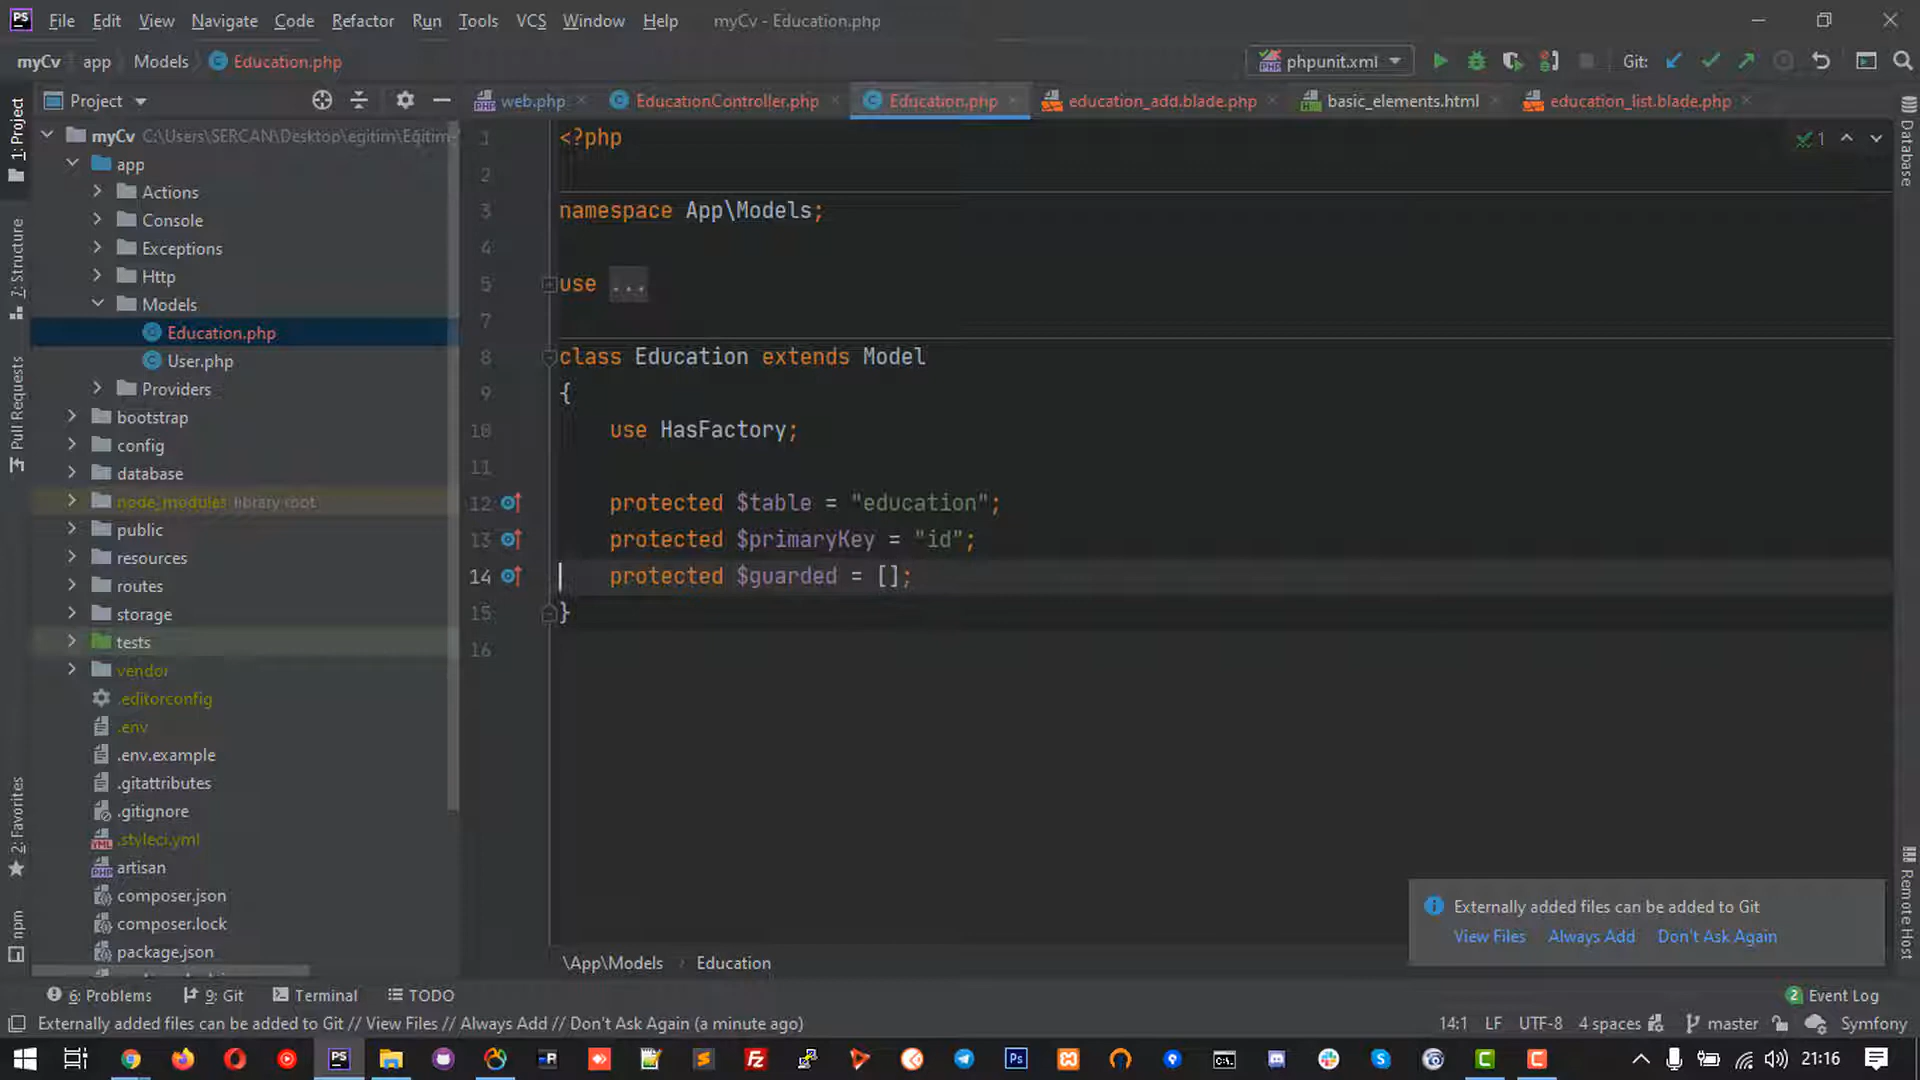 PS File Edit View Navigate Code Refactor Run Tools VCS Window Help myCv - Education.php
myCv app Models Education.php phpunit.xml Git:
Project web.php EducationController.php Education.php education_add.blade.php basic_elements.html education_list.blade.php
1: Project
7: Structure
Pull Requests
2: Favorites
npm
myCv C:\Users\SERCAN\Desktop\egitim\Eğitim-
app
Actions
Console
Exceptions
Http
Models
Education.php
User.php
Providers
bootstrap
config
database
node_modules library root
public
resources
routes
storage
tests
vendor
.editorconfig
.env
.env.example
.gitattributes
.gitignore
.styleci.yml
artisan
composer.json
composer.lock
package.json
1 <?php
2
3 namespace App\Models;
4
5 use ...
7
8 class Education extends Model
9 {
10 use HasFactory;
11
12 protected $table = "education";
13 protected $primaryKey = "id";
14 protected $guarded = [];
15 }
16
1
Database
Remote Host
Externally added files can be added to Git
View Files Always Add Don't Ask Again
\App\Models Education
6: Problems 9: Git Terminal TODO 2 Event Log
Externally added files can be added to Git // View Files // Always Add // Don't Ask Again (a minute ago) 14:1 LF UTF-8 4 spaces master Symfony
21:16